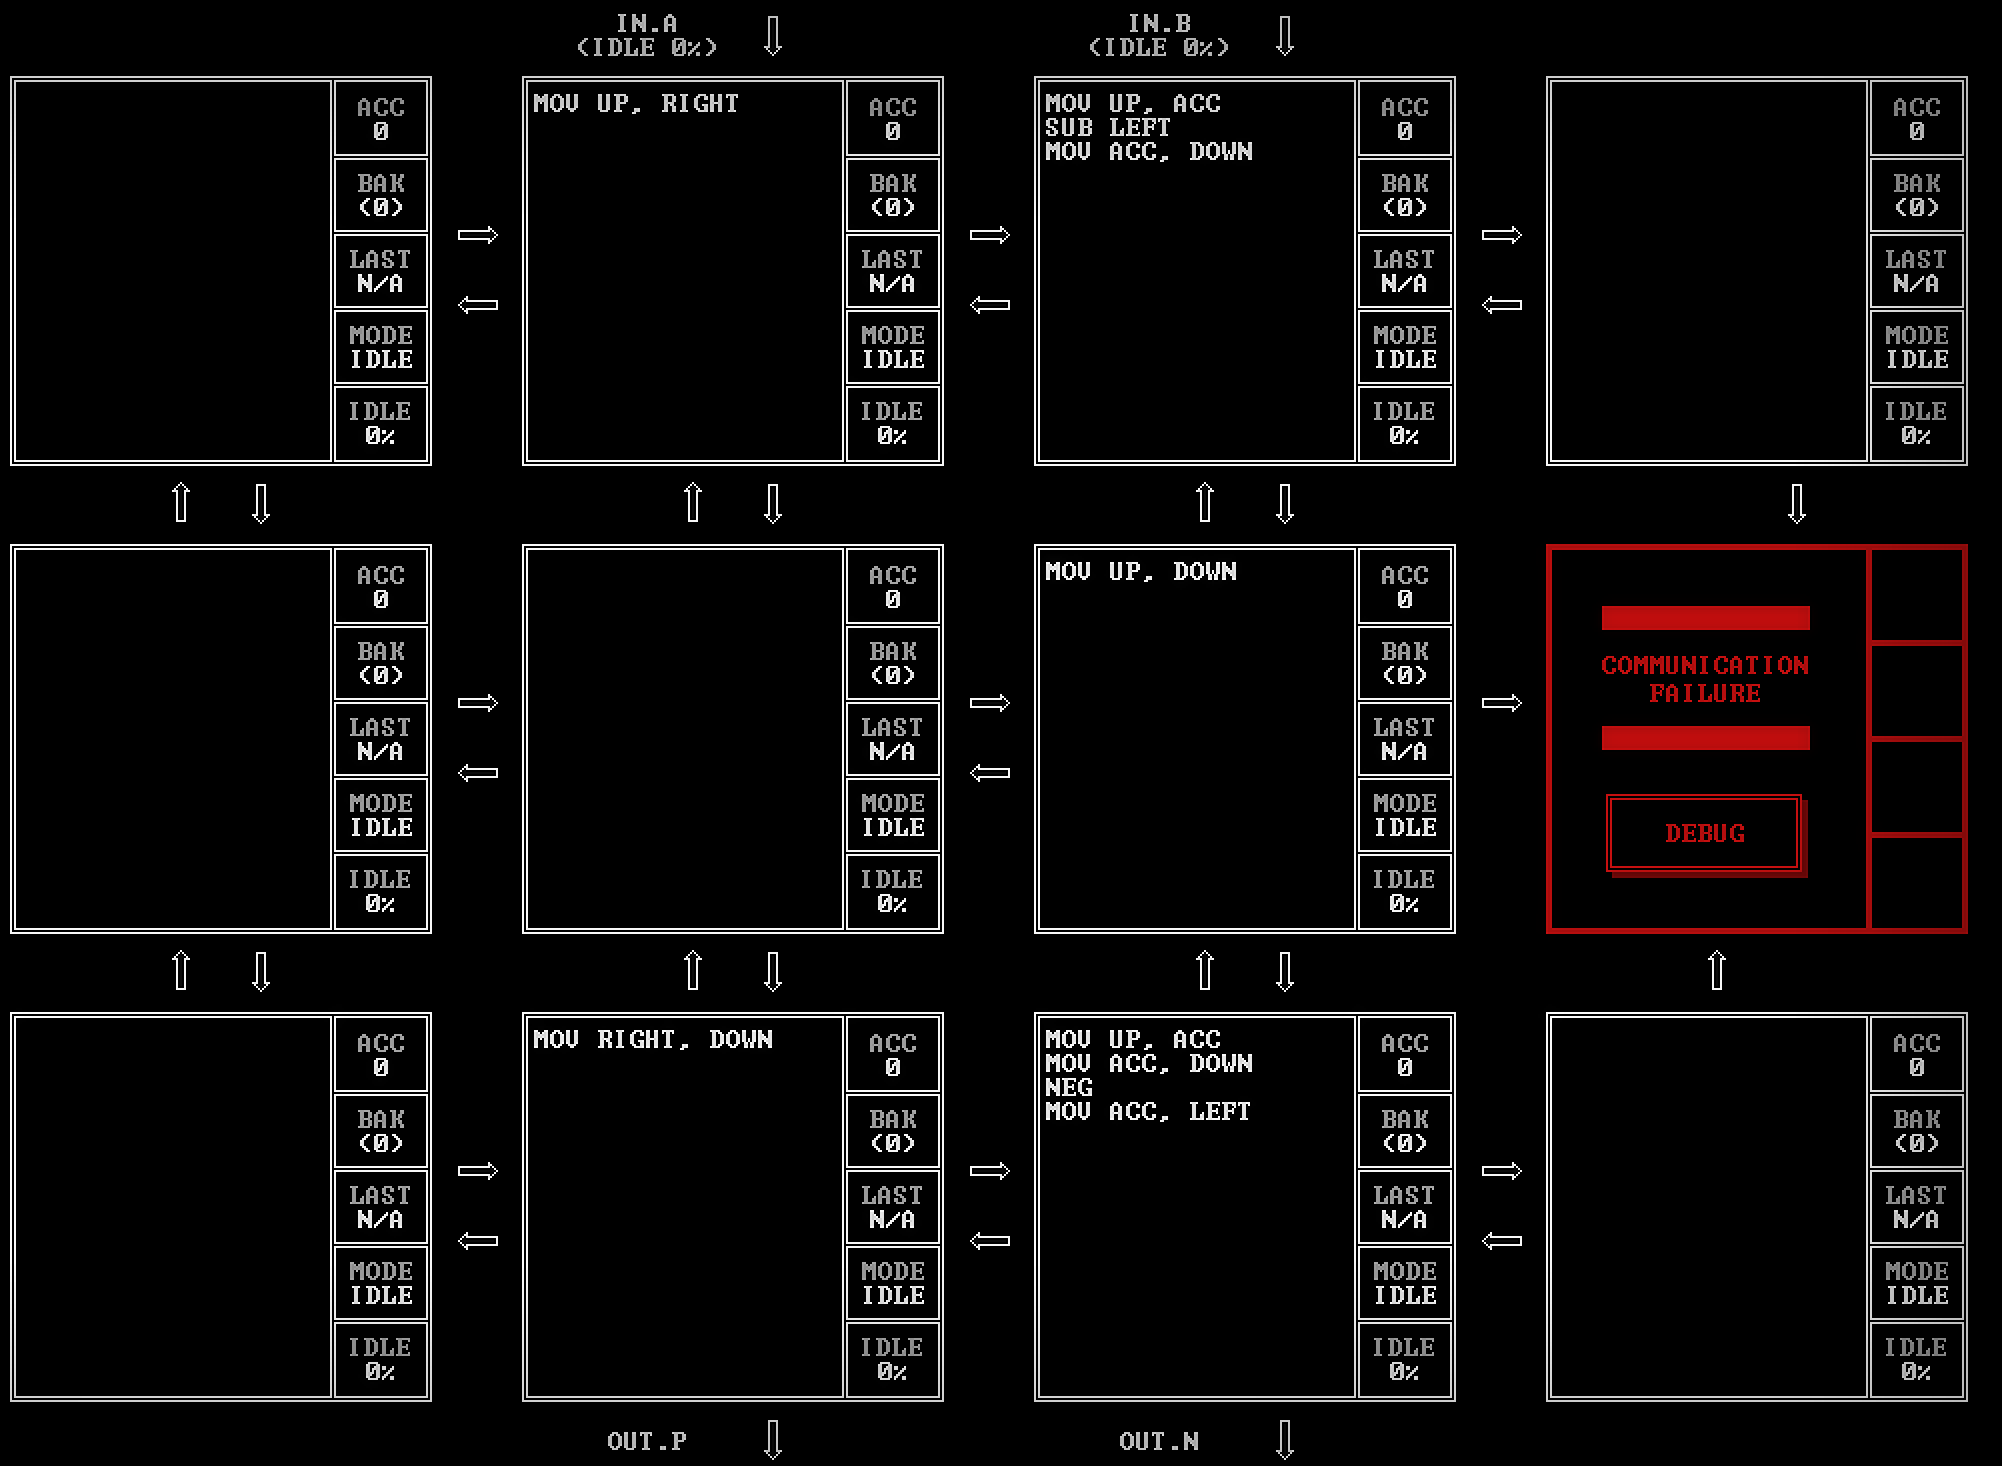 IN.A
(IDLE 0%)
IN.B
(IDLE 0%)
ACC
0
BAK
(0)
LAST
N/A
MODE
IDLE
IDLE
0%
MOV UP, RIGHT
ACC
0
BAK
(0)
LAST
N/A
MODE
IDLE
IDLE
0%
MOV UP, ACC
SUB LEFT
MOV ACC, DOWN
ACC
0
BAK
(0)
LAST
N/A
MODE
IDLE
IDLE
0%
ACC
0
BAK
(0)
LAST
N/A
MODE
IDLE
IDLE
0%
ACC
0
BAK
(0)
LAST
N/A
MODE
IDLE
IDLE
0%
ACC
0
BAK
(0)
LAST
N/A
MODE
IDLE
IDLE
0%
MOV UP, DOWN
ACC
0
BAK
(0)
LAST
N/A
MODE
IDLE
IDLE
0%
COMMUNICATION
FAILURE
DEBUG
ACC
0
BAK
(0)
LAST
N/A
MODE
IDLE
IDLE
0%
MOV RIGHT, DOWN
ACC
0
BAK
(0)
LAST
N/A
MODE
IDLE
IDLE
0%
MOV UP, ACC
MOV ACC, DOWN
NEG
MOV ACC, LEFT
ACC
0
BAK
(0)
LAST
N/A
MODE
IDLE
IDLE
0%
ACC
0
BAK
(0)
LAST
N/A
MODE
IDLE
IDLE
0%
OUT.P
OUT.N